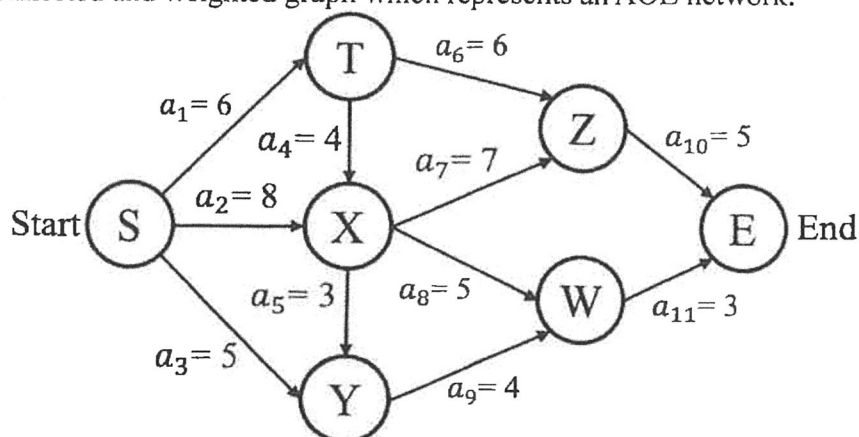 and weighted graph which represents an AOE network.
T
a₆= 6
a₁= 6
Z
a₄= 4
a₁₀= 5
a₇= 7
a₂= 8
Start
S
X
E
End
a₅= 3
a₈= 5
W
a₁₁= 3
a₃= 5
Y
a₉= 4